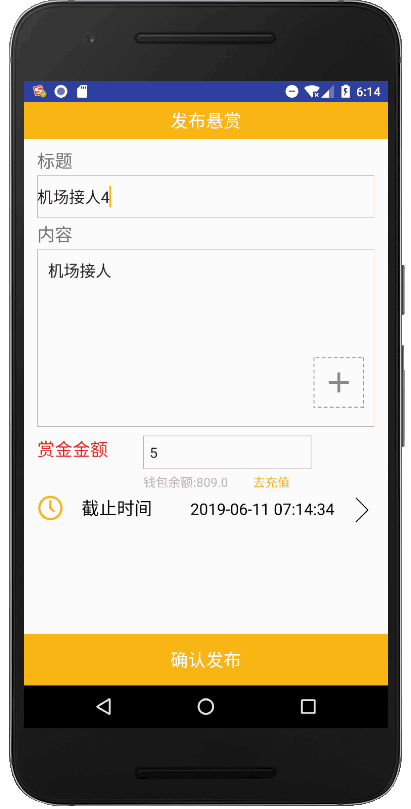 6:14
发布悬赏
标题
机场接人4
内容
机场接人
赏金金额 5
钱包余额:809.0 去充值
截止时间 2019-06-11 07:14:34
确认发布